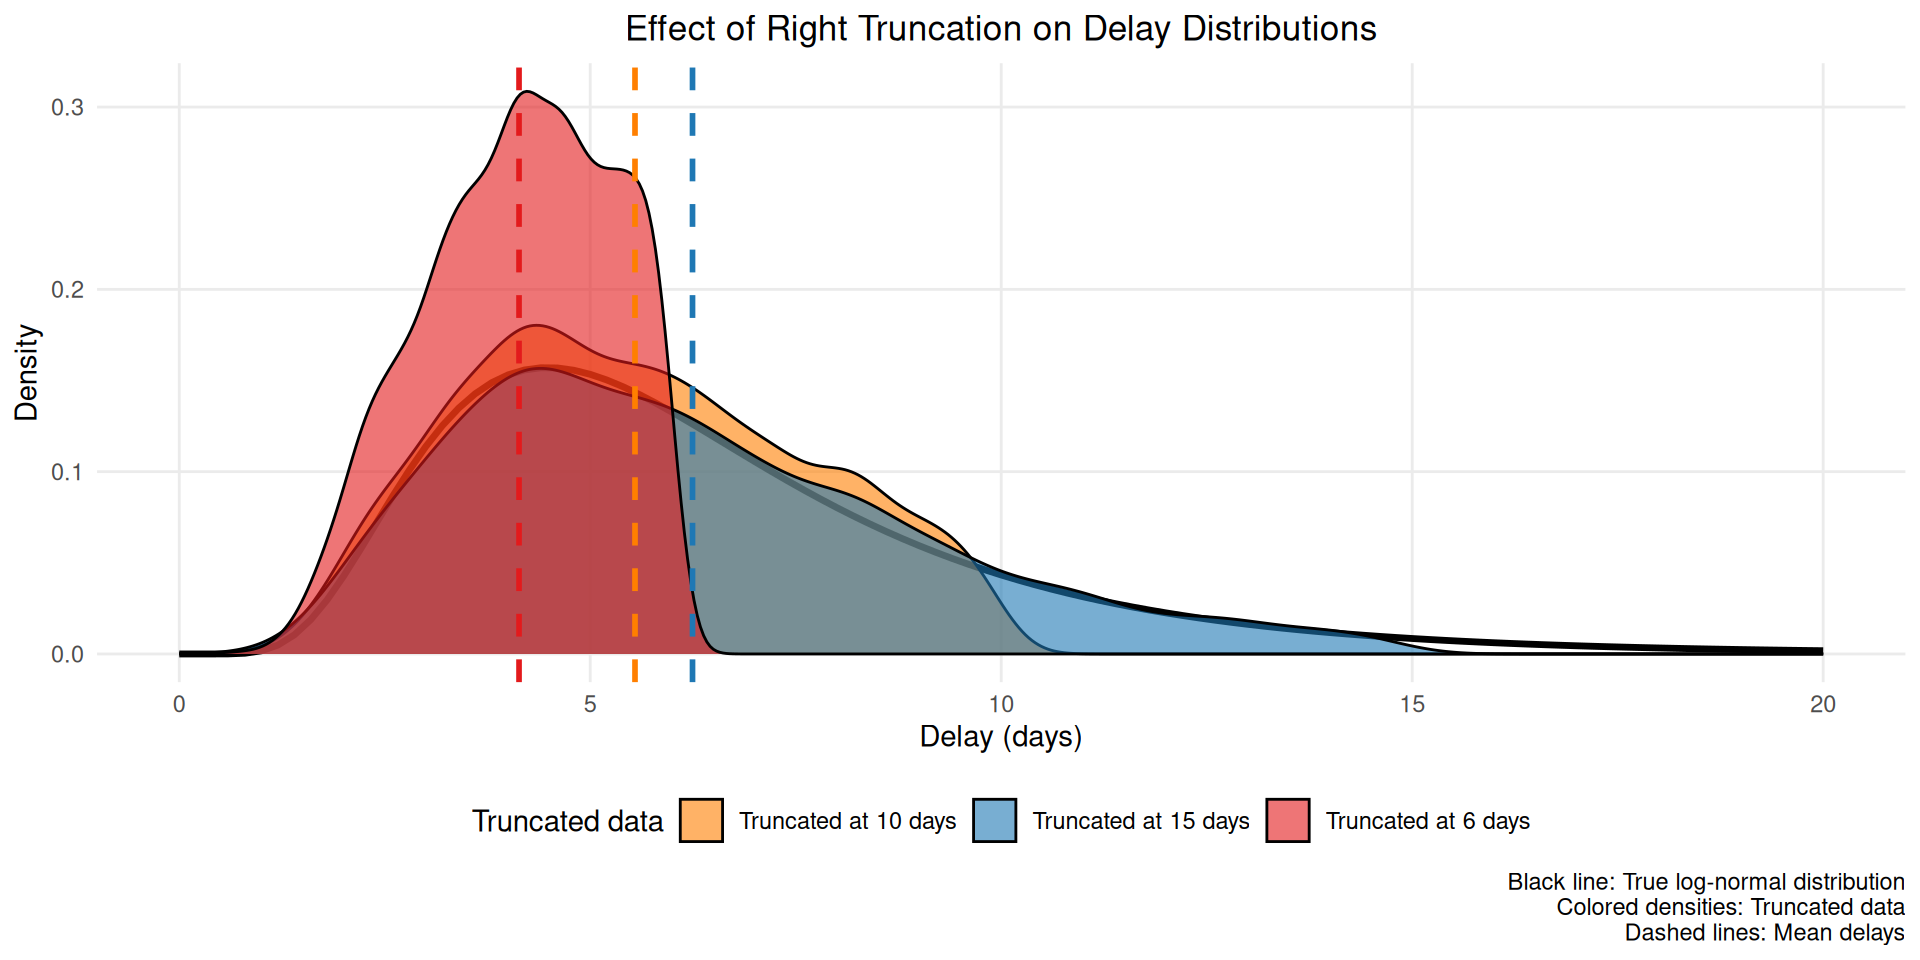 Effect of Right Truncation on Delay Distributions
Density
0.3
0.2
0.1
0.0
0
5
10
15
20
Delay (days)
Truncated data
Truncated at 10 days
Truncated at 15 days
Truncated at 6 days
Black line: True log-normal distribution
Colored densities: Truncated data
Dashed lines: Mean delays